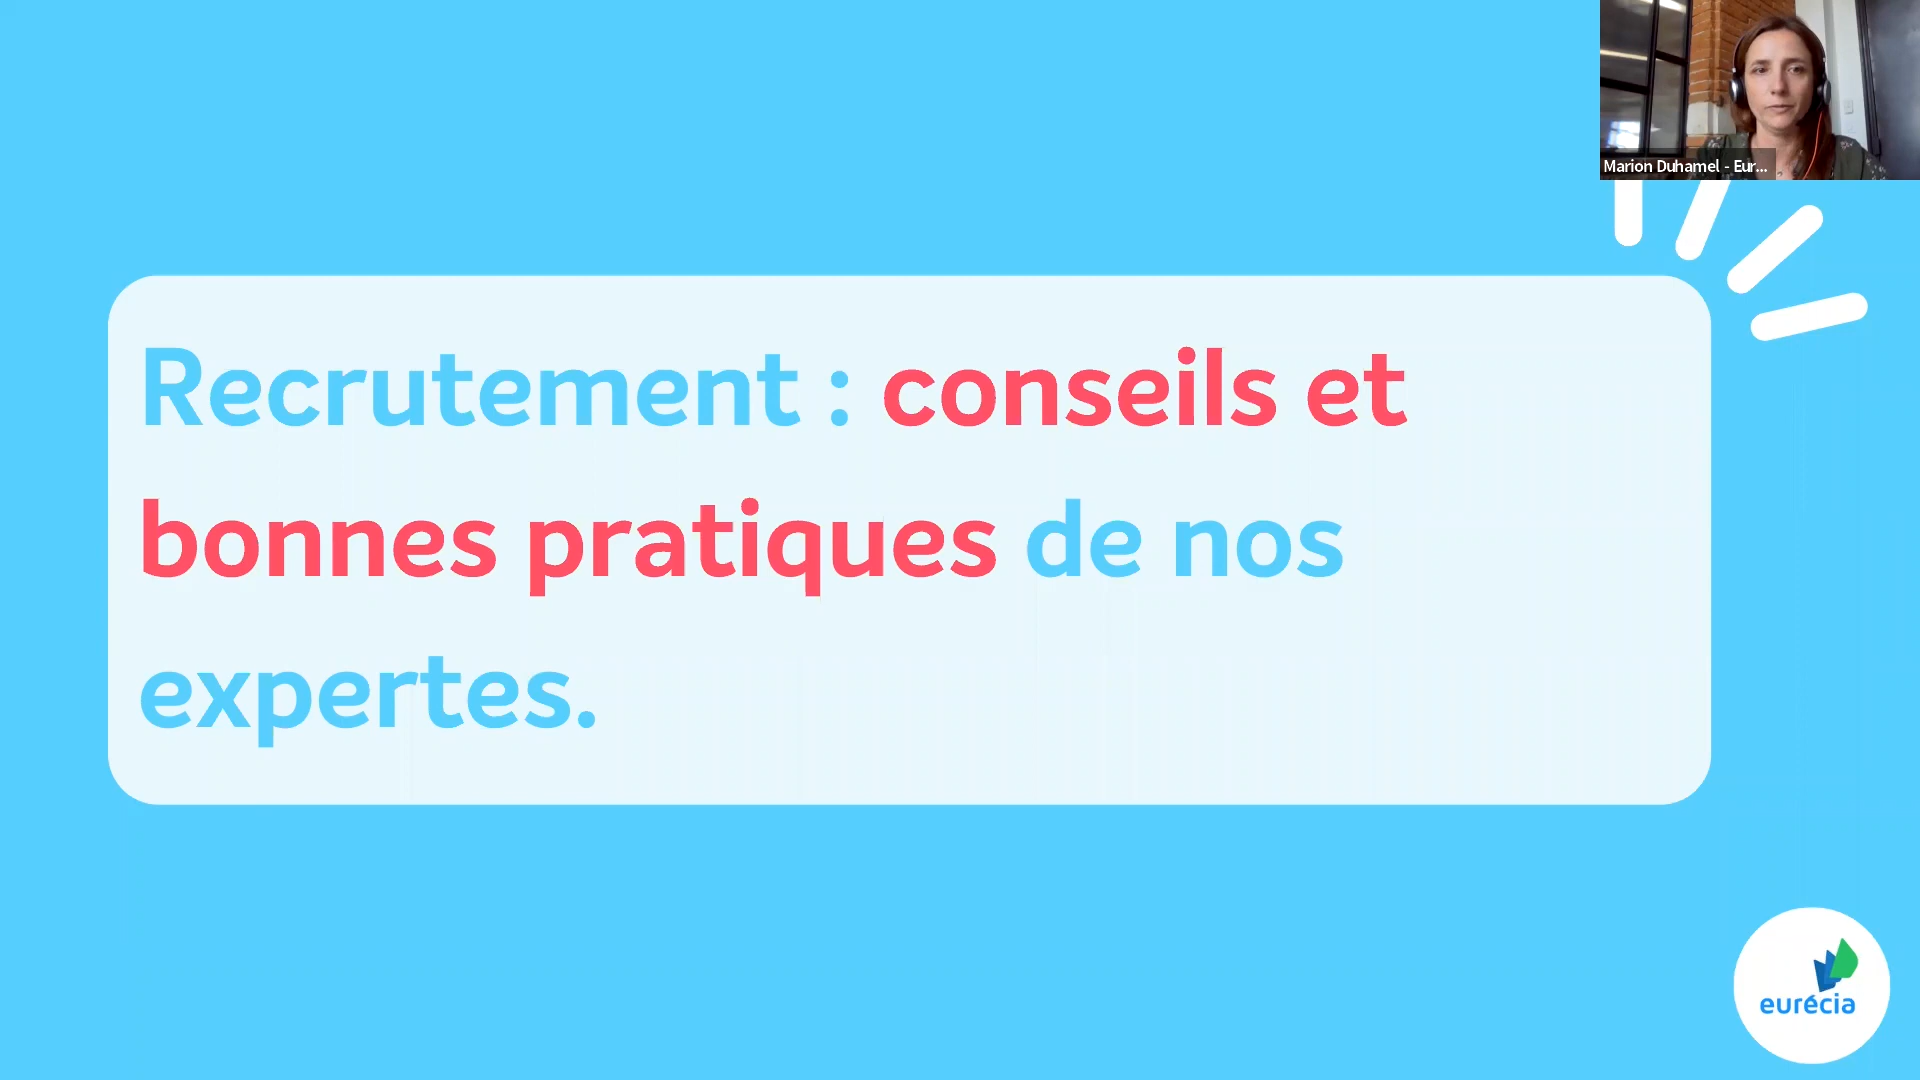 Marion Duhamel - Eur...
Recrutement : conseils et
bonnes pratiques de nos
expertes.
eurécia